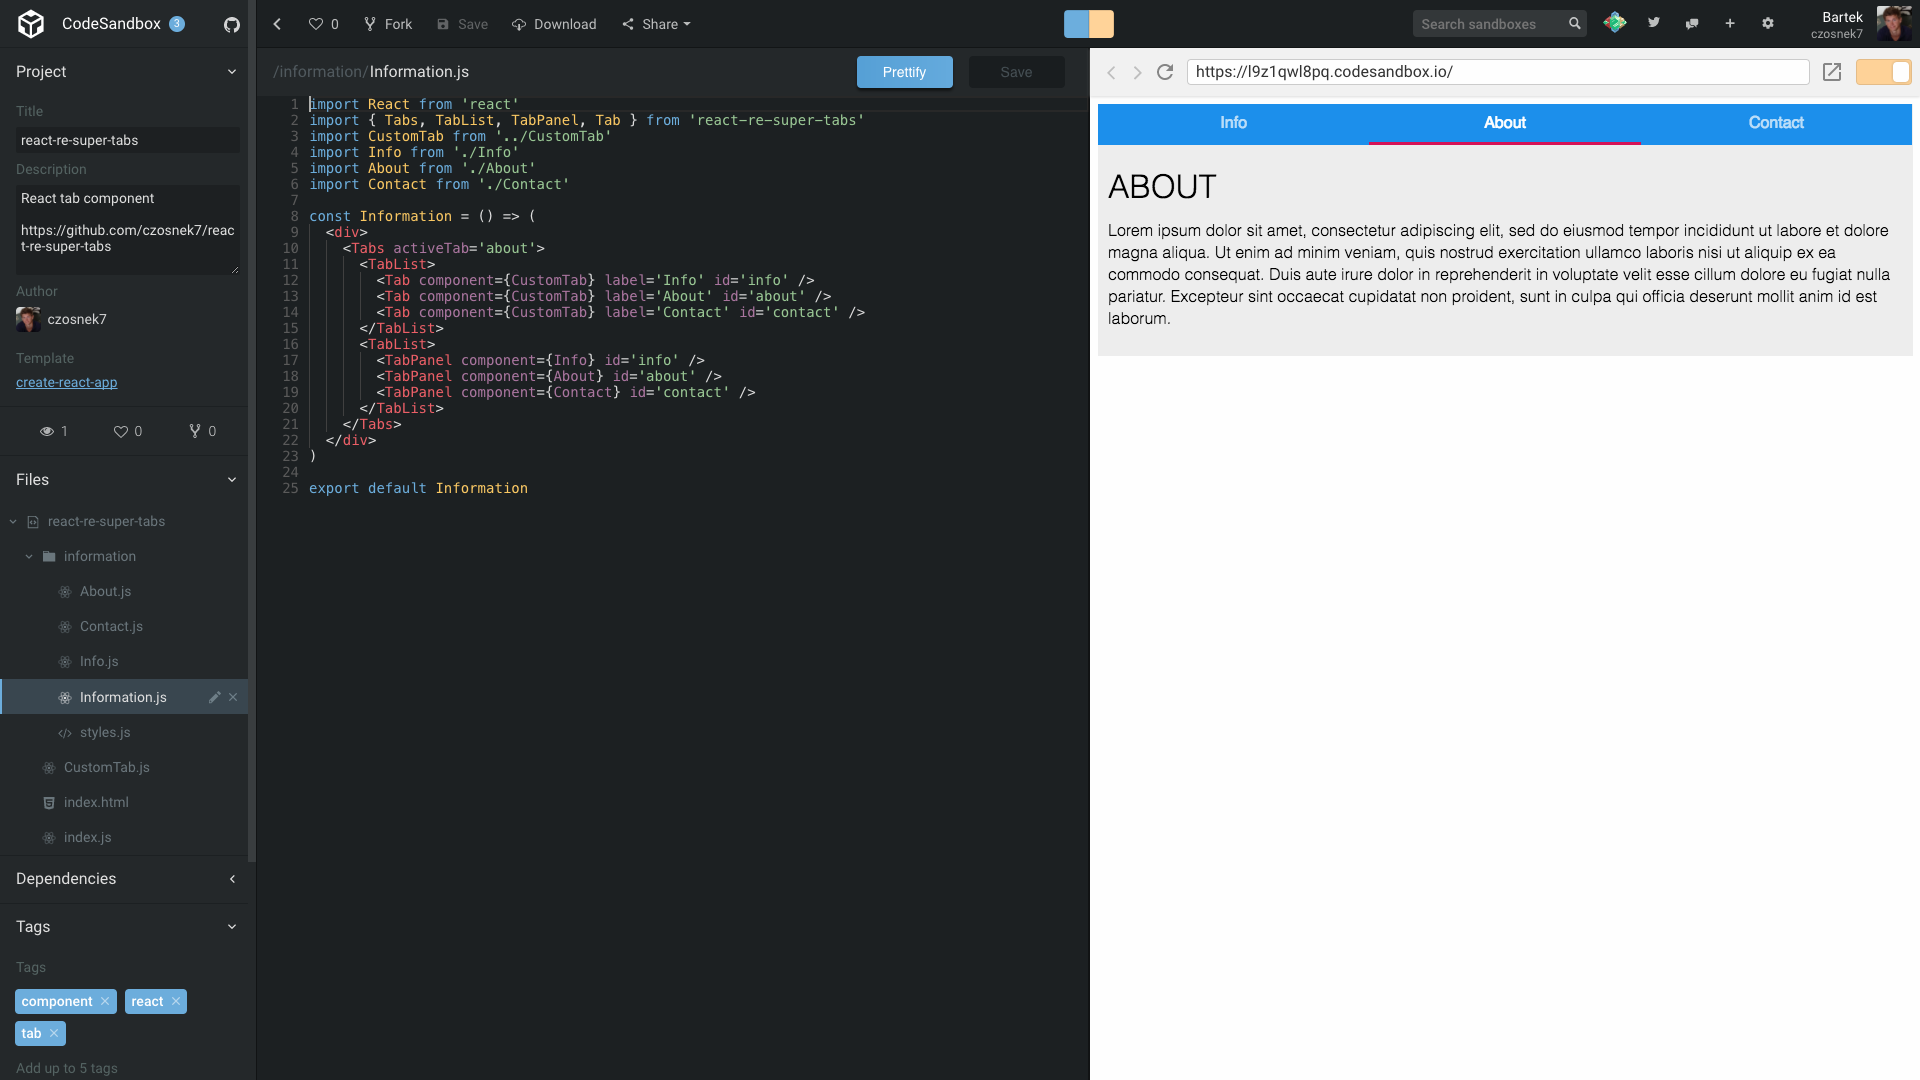 CodeSandbox 3
0 Fork Save Download Share
Search sandboxes
Bartek
czosnek7
Project
Title
react-re-super-tabs
Description
React tab component
https://github.com/czosnek7/reac
t-re-super-tabs
Author
czosnek7
Template
create-react-app
1 0 0
Files
react-re-super-tabs
information
About.js
Contact.js
Info.js
Information.js
styles.js
CustomTab.js
index.html
index.js
Dependencies
Tags
Tags
component react
tab
Add up to 5 tags
/information/Information.js
Prettify
Save
1 import React from 'react'
2 import { Tabs, TabList, TabPanel, Tab } from 'react-re-super-tabs'
3 import CustomTab from '../CustomTab'
4 import Info from './Info'
5 import About from './About'
6 import Contact from './Contact'
7
8 const Information = () => (
9 <div>
10 <Tabs activeTab='about'>
11 <TabList>
12 <Tab component={CustomTab} label='Info' id='info' />
13 <Tab component={CustomTab} label='About' id='about' />
14 <Tab component={CustomTab} label='Contact' id='contact' />
15 </TabList>
16 <TabList>
17 <TabPanel component={Info} id='info' />
18 <TabPanel component={About} id='about' />
19 <TabPanel component={Contact} id='contact' />
20 </TabList>
21 </Tabs>
22 </div>
23 )
24
25 export default Information
https://l9z1qwl8pq.codesandbox.io/
Info About Contact
ABOUT
Lorem ipsum dolor sit amet, consectetur adipiscing elit, sed do eiusmod tempor incididunt ut labore et dolore
magna aliqua. Ut enim ad minim veniam, quis nostrud exercitation ullamco laboris nisi ut aliquip ex ea
commodo consequat. Duis aute irure dolor in reprehenderit in voluptate velit esse cillum dolore eu fugiat nulla
pariatur. Excepteur sint occaecat cupidatat non proident, sunt in culpa qui officia deserunt mollit anim id est
laborum.